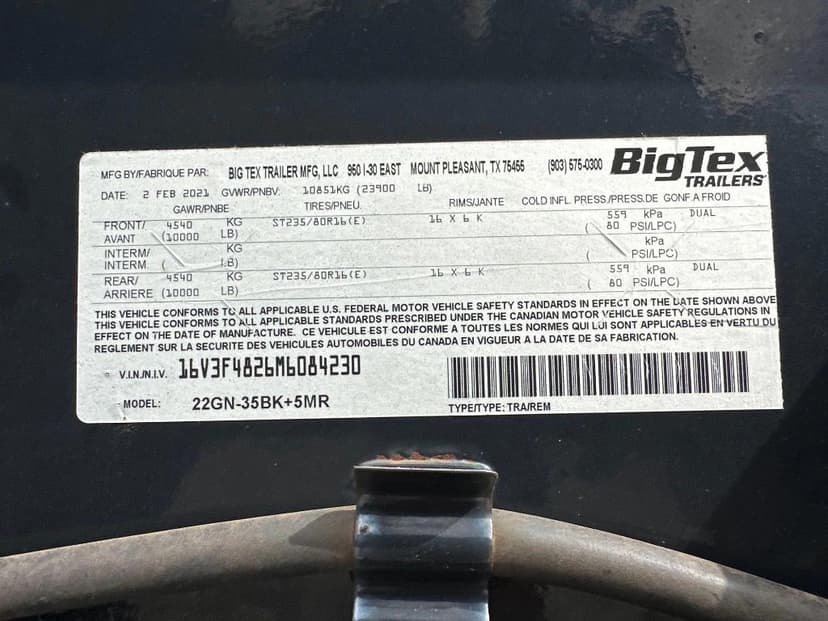 MFG BY/FABRIQUE PAR: BIG TEX TRAILER MFG, LLC 950 I-30 EAST MOUNT PLEASANT, TX 75455 (903) 575-0300 BigTex TRAILERS
DATE: 2 FEB 2021 GVWR/PNBV: 10851KG (23900 LB)
GAWR/PNBE TIRES/PNEU. RIMS/JANTE COLD INFL. PRESS/PRESS.DE GONF.A FROID
FRONT/ 4540 KG ST235/80R16(E) 16 X 6 K 559 kPa DUAL
AVANT (10000 LB) ( 80 PSI/LPC)
INTERM/ KG kPa
INTERM. ( LB) ( PSI/LPC)
REAR/ 4540 KG ST235/80R16(E) 16 X 6 K 559 kPa DUAL
ARRIERE (10000 LB) ( 80 PSI/LPC)
THIS VEHICLE CONFORMS TO ALL APPLICABLE U.S. FEDERAL MOTOR VEHICLE SAFETY STANDARDS IN EFFECT ON THE DATE SHOWN ABOVE
THIS VEHICLE CONFORMS TO ALL APPLICABLE STANDARDS PRESCRIBED UNDER THE CANADIAN MOTOR VEHICLE SAFETY REGULATIONS IN
EFFECT ON THE DATE OF MANUFACTURE. CE VEHICULE EST CONFORME A TOUTES LES NORMES QUI LUI SONT APPLICABLES EN VERTU DU
REGLEMENT SUR LA SECURITE DES VEHICULES AUTOMOBILES DU CANADA EN VIGUEUR A LA DATE DE SA FABRICATION.
V.I.N./N.I.V. 16V3F4826M6084230
MODEL: 22GN-35BK+5MR TYPE/TYPE: TRA/REM